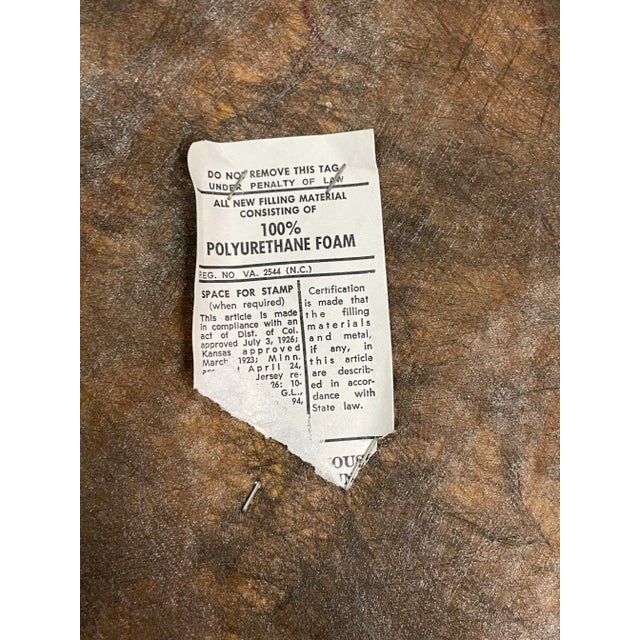 DO NOT REMOVE THIS TAG
UNDER PENALTY OF LAW
ALL NEW FILLING MATERIAL
CONSISTING OF
100%
POLYURETHANE FOAM
REG. NO VA. 2544 (N.C.)
SPACE FOR STAMP
(when required)
This article is made
in compliance with an
act of Dist. of Col.
approved July 3, 1926;
Kansas approved
March 1923; Minn.
April 24,
Jersey re-
26: 10-
G.L.,
94,
Certification
is made that
the filling
materials
and metal,
if any, in
this article
are describ-
ed in accor-
dance with
State law.
OUS